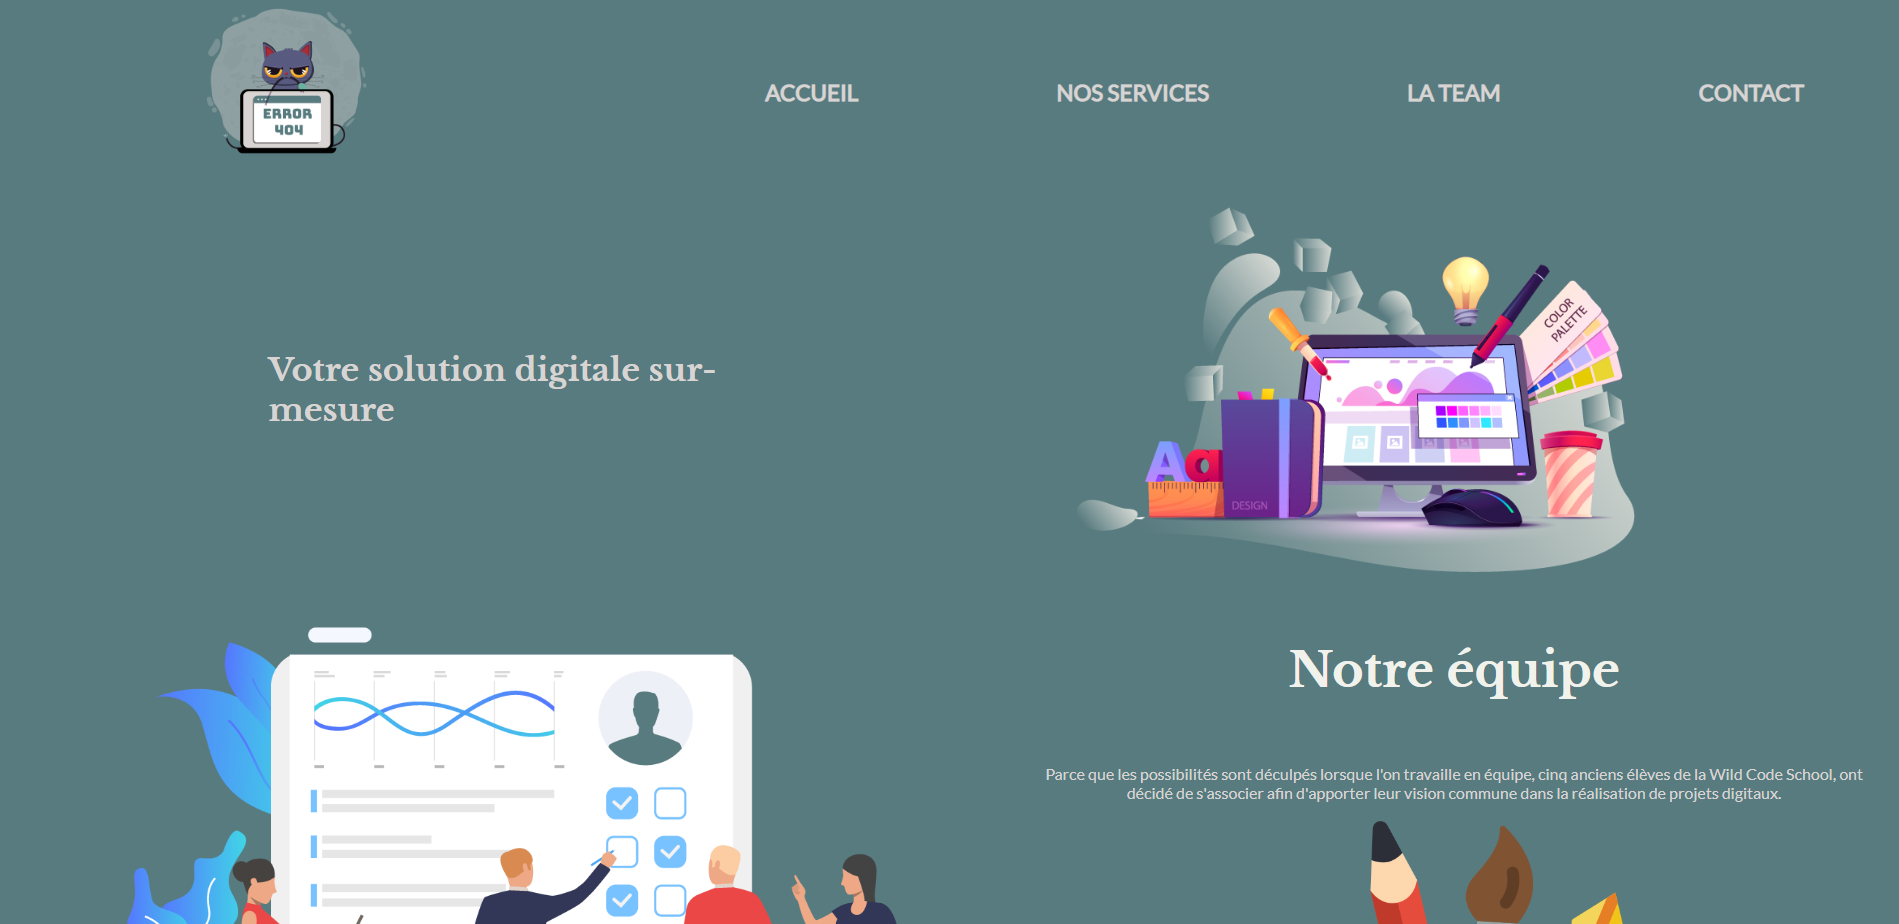 ERROR
404
ACCUEIL
NOS SERVICES
LA TEAM
CONTACT
Votre solution digitale sur-
mesure
COLOR
PALETTE
Aa
DESIGN
Notre équipe
Parce que les possibilités sont déculpés lorsque l'on travaille en équipe, cinq anciens élèves de la Wild Code School, ont
décidé de s'associer afin d'apporter leur vision commune dans la réalisation de projets digitaux.